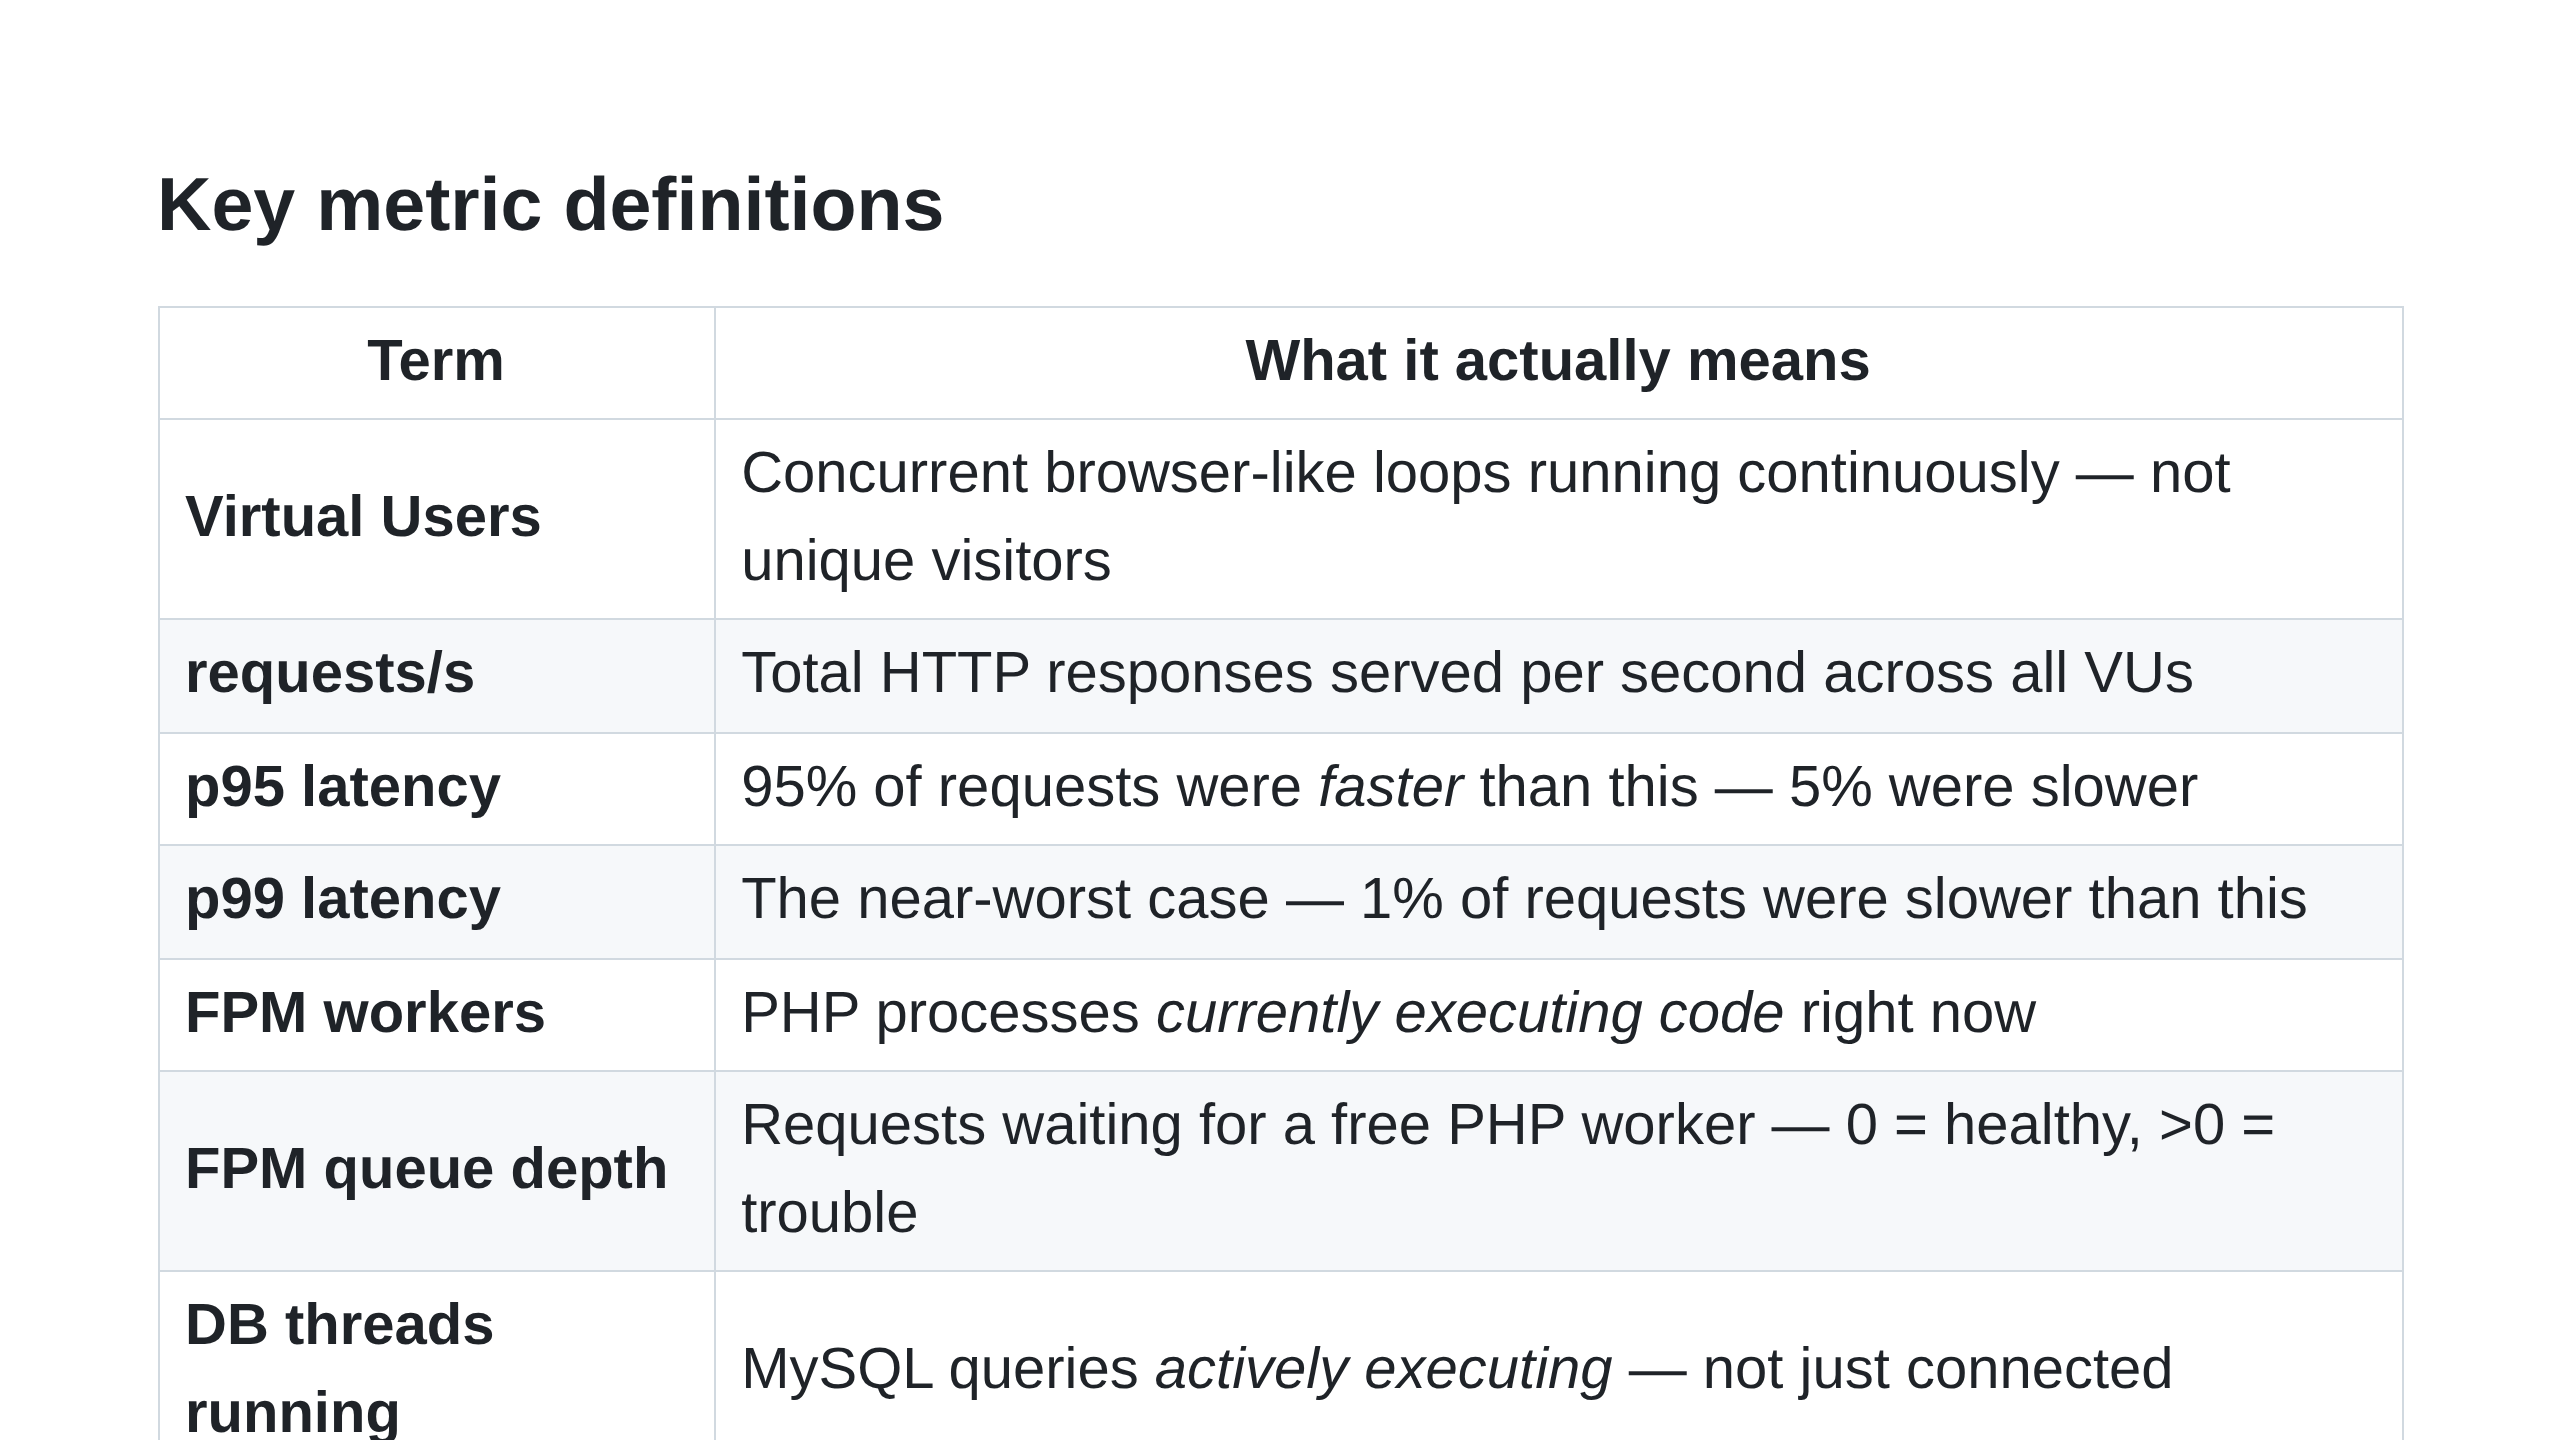 Key metric definitions
Term
What it actually means
Virtual Users
Concurrent browser-like loops running continuously — not
unique visitors
requests/s
Total HTTP responses served per second across all VUs
p95 latency
95% of requests were faster than this — 5% were slower
p99 latency
The near-worst case — 1% of requests were slower than this
FPM workers
PHP processes currently executing code right now
FPM queue depth
Requests waiting for a free PHP worker — 0 = healthy, >0 =
trouble
DB threads
running
MySQL queries actively executing — not just connected